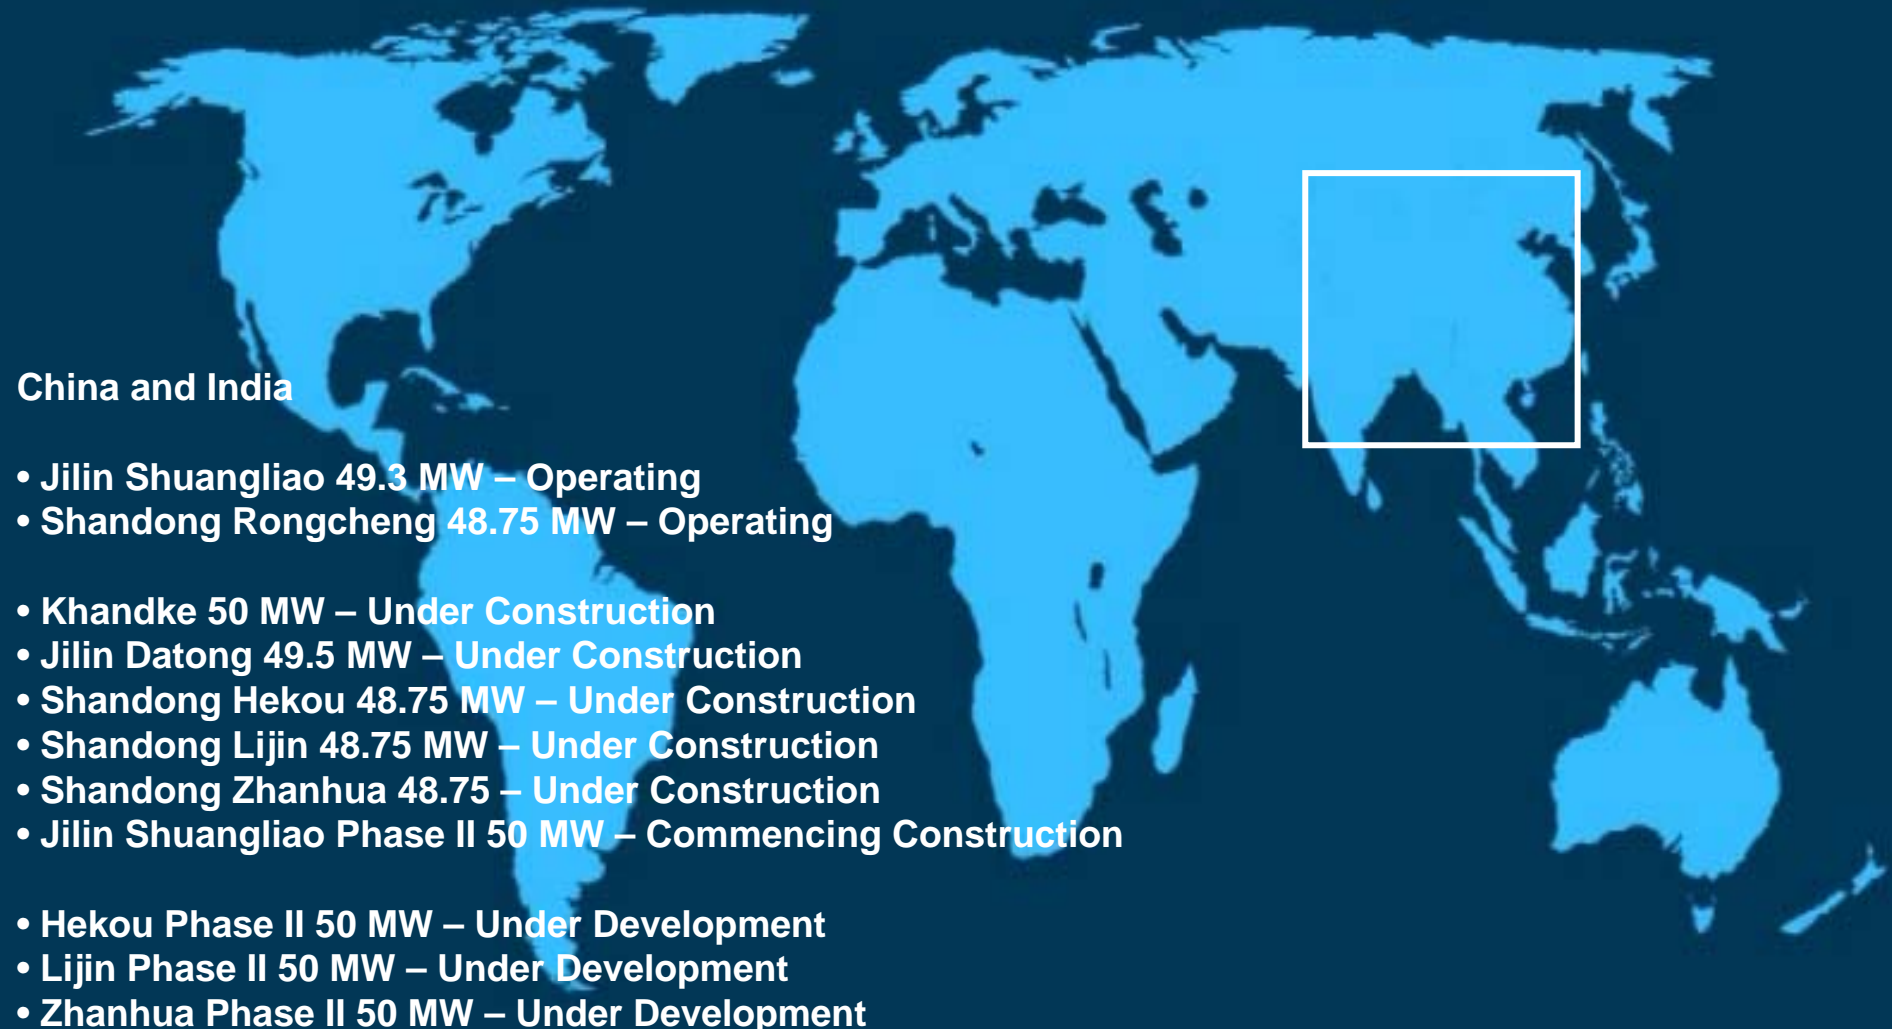 China and India
• Jilin Shuangliao 49.3 MW – Operating
• Shandong Rongcheng 48.75 MW – Operating
• Khandke 50 MW – Under Construction
• Jilin Datong 49.5 MW – Under Construction
• Shandong Hekou 48.75 MW – Under Construction
• Shandong Lijin 48.75 MW – Under Construction
• Shandong Zhanhua 48.75 – Under Construction
• Jilin Shuangliao Phase II 50 MW – Commencing Construction
• Hekou Phase II 50 MW – Under Development
• Lijin Phase II 50 MW – Under Development
• Zhanhua Phase II 50 MW – Under Development